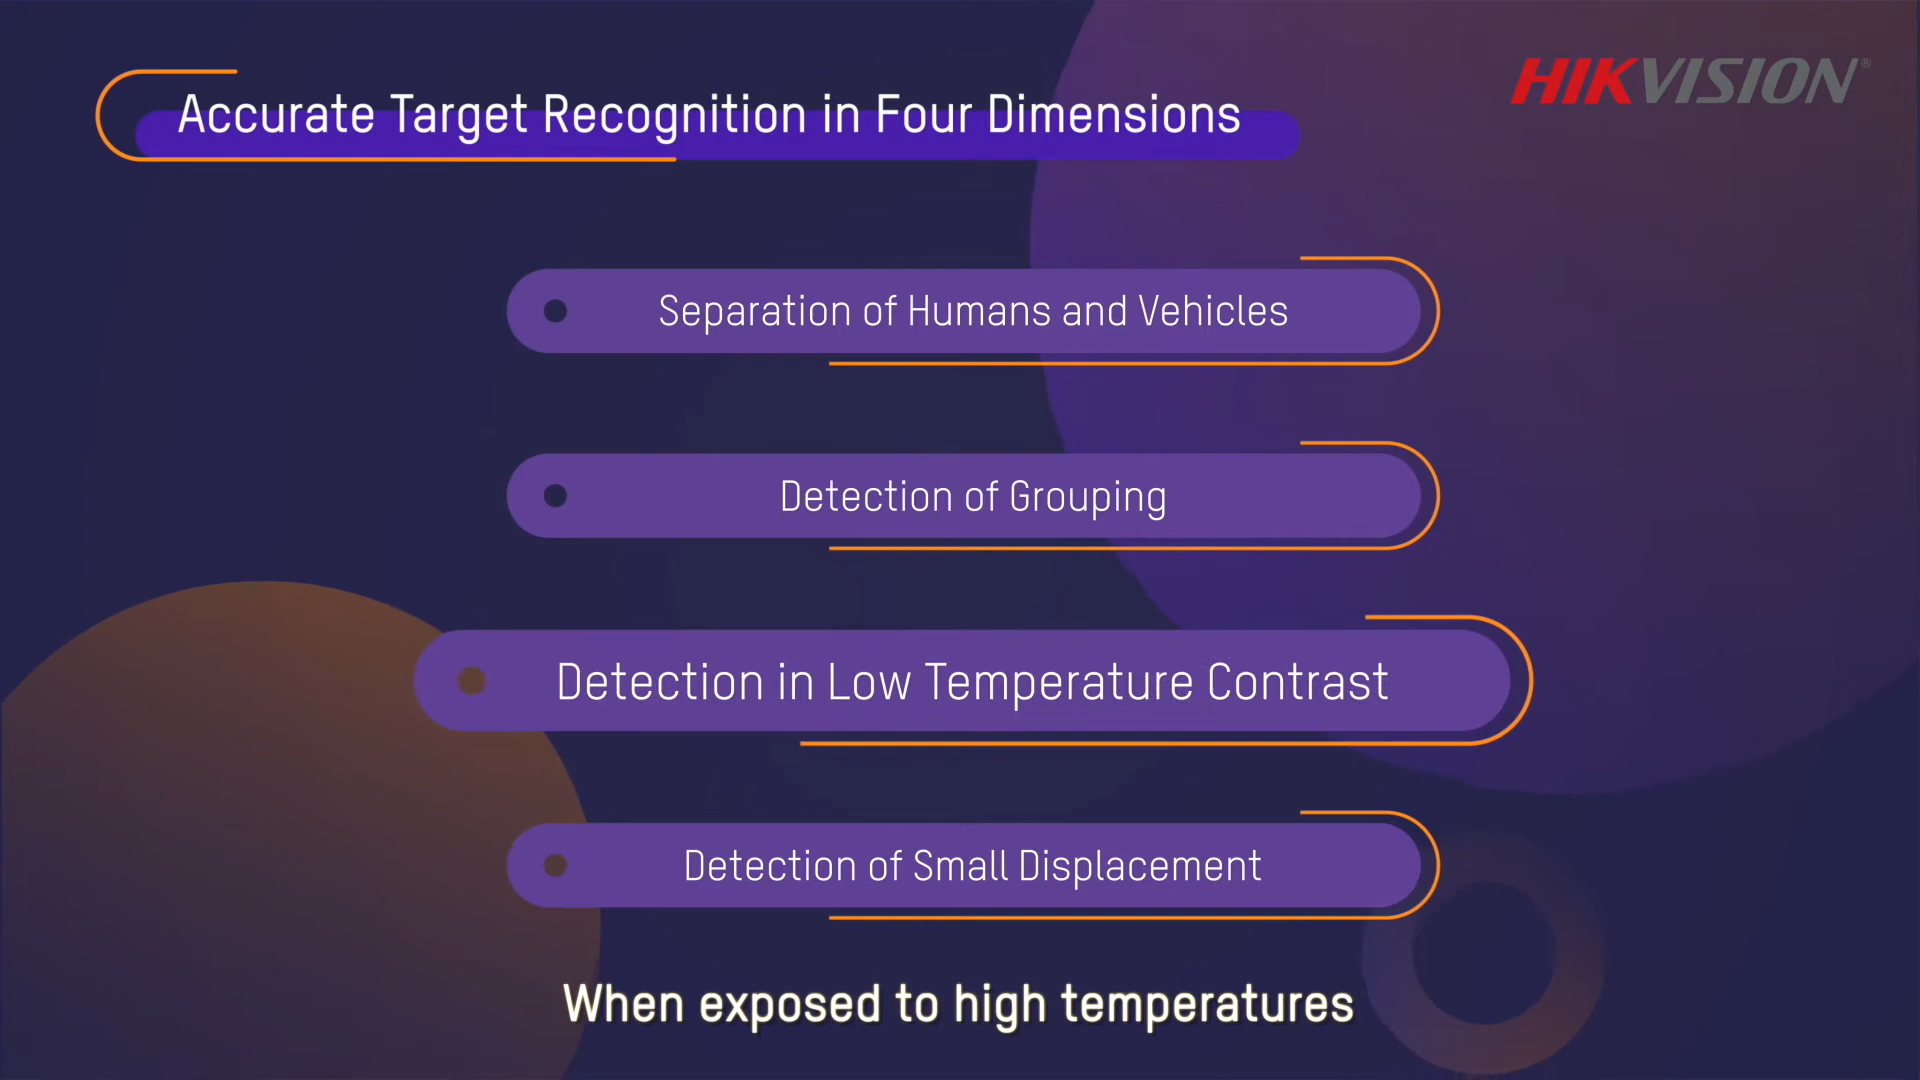 Accurate Target Recognition in Four Dimensions
HIKVISION®
Separation of Humans and Vehicles
Detection of Grouping
Detection in Low Temperature Contrast
Detection of Small Displacement
When exposed to high temperatures